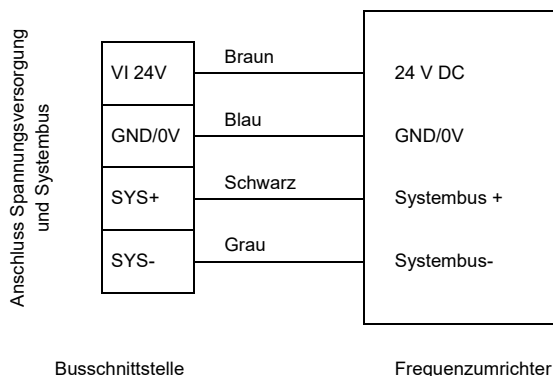 Anschluss Spannungsversorgung
und Systembus
VI 24V
Braun
24 V DC
GND/0V
Blau
GND/0V
SYS+
Schwarz
Systembus +
SYS-
Grau
Systembus-
Busschnittstelle
Frequenzumrichter